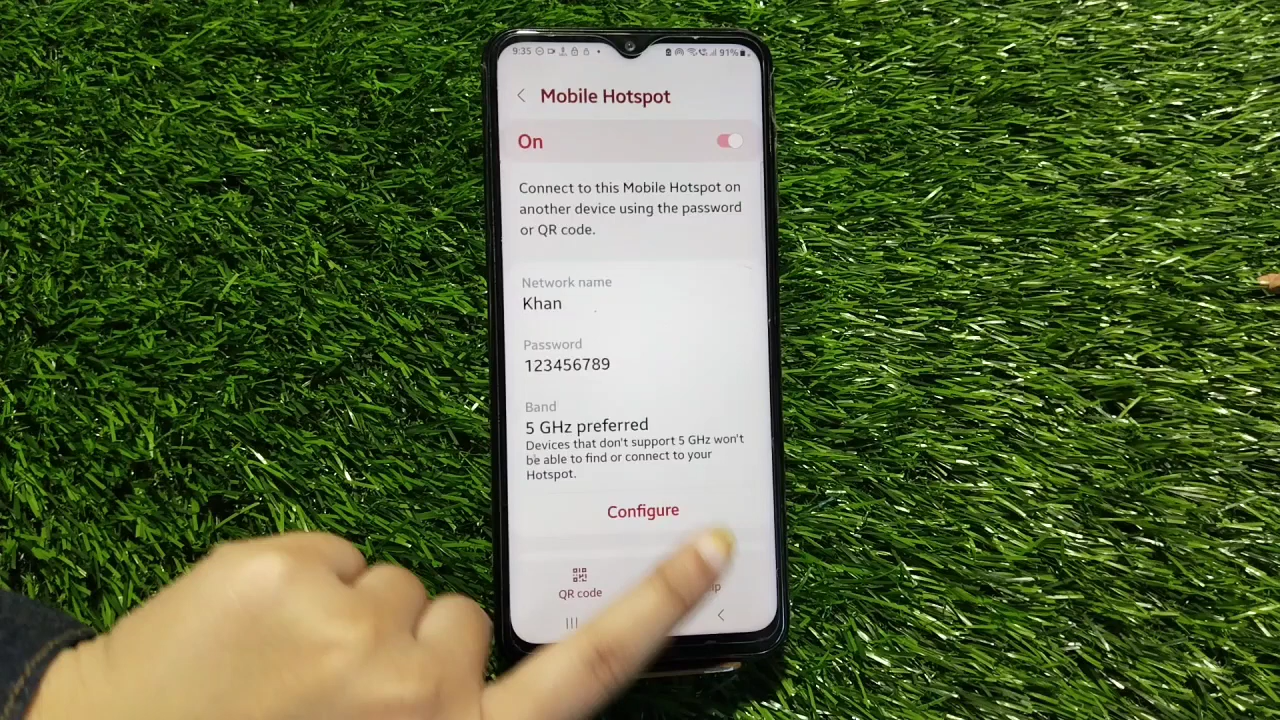 9:35
91%
Mobile Hotspot
On
Connect to this Mobile Hotspot on
another device using the password
or QR code.
Network name
Khan
Password
123456789
Band
5 GHz preferred
Devices that don't support 5 GHz won't
be able to find or connect to your
Hotspot.
Configure
QR code